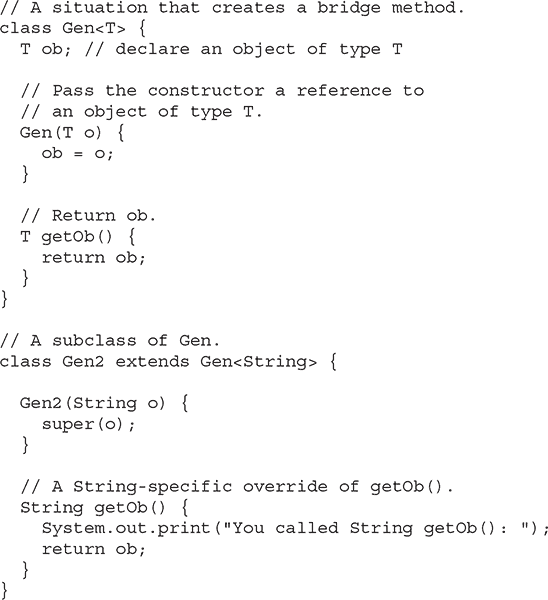 // A situation that creates a bridge method.
class Gen<T> {
  T ob; // declare an object of type T

  // Pass the constructor a reference to
  // an object of type T.
  Gen(T o) {
    ob = o;
  }

  // Return ob.
  T getOb() {
    return ob;
  }
}

// A subclass of Gen.
class Gen2 extends Gen<String> {

  Gen2(String o) {
    super(o);
  }

  // A String-specific override of getOb().
  String getOb() {
    System.out.print("You called String getOb(): ");
    return ob;
  }
}